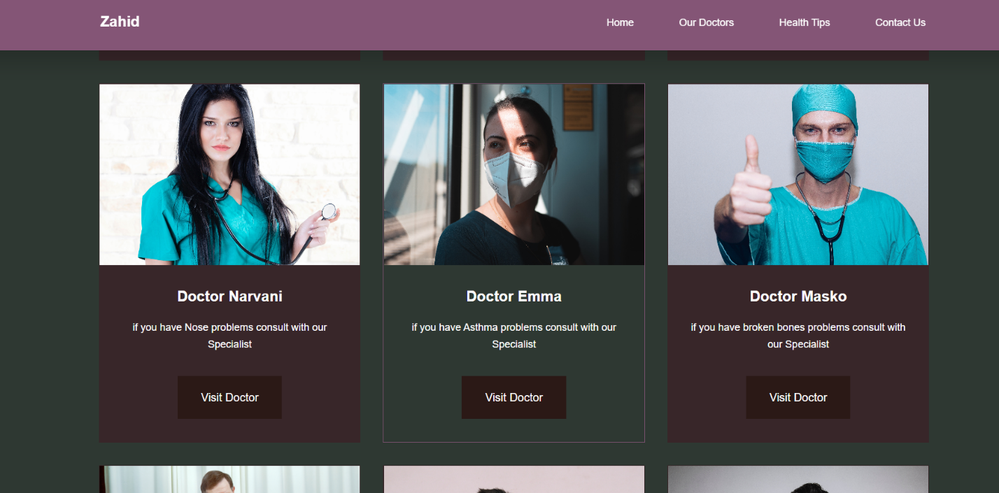 Zahid
Home
Our Doctors
Health Tips
Contact Us
Doctor Narvani
if you have Nose problems consult with our
Specialist
Visit Doctor
Doctor Emma
if you have Asthma problems consult with our
Specialist
Visit Doctor
Doctor Masko
if you have broken bones problems consult with
our Specialist
Visit Doctor